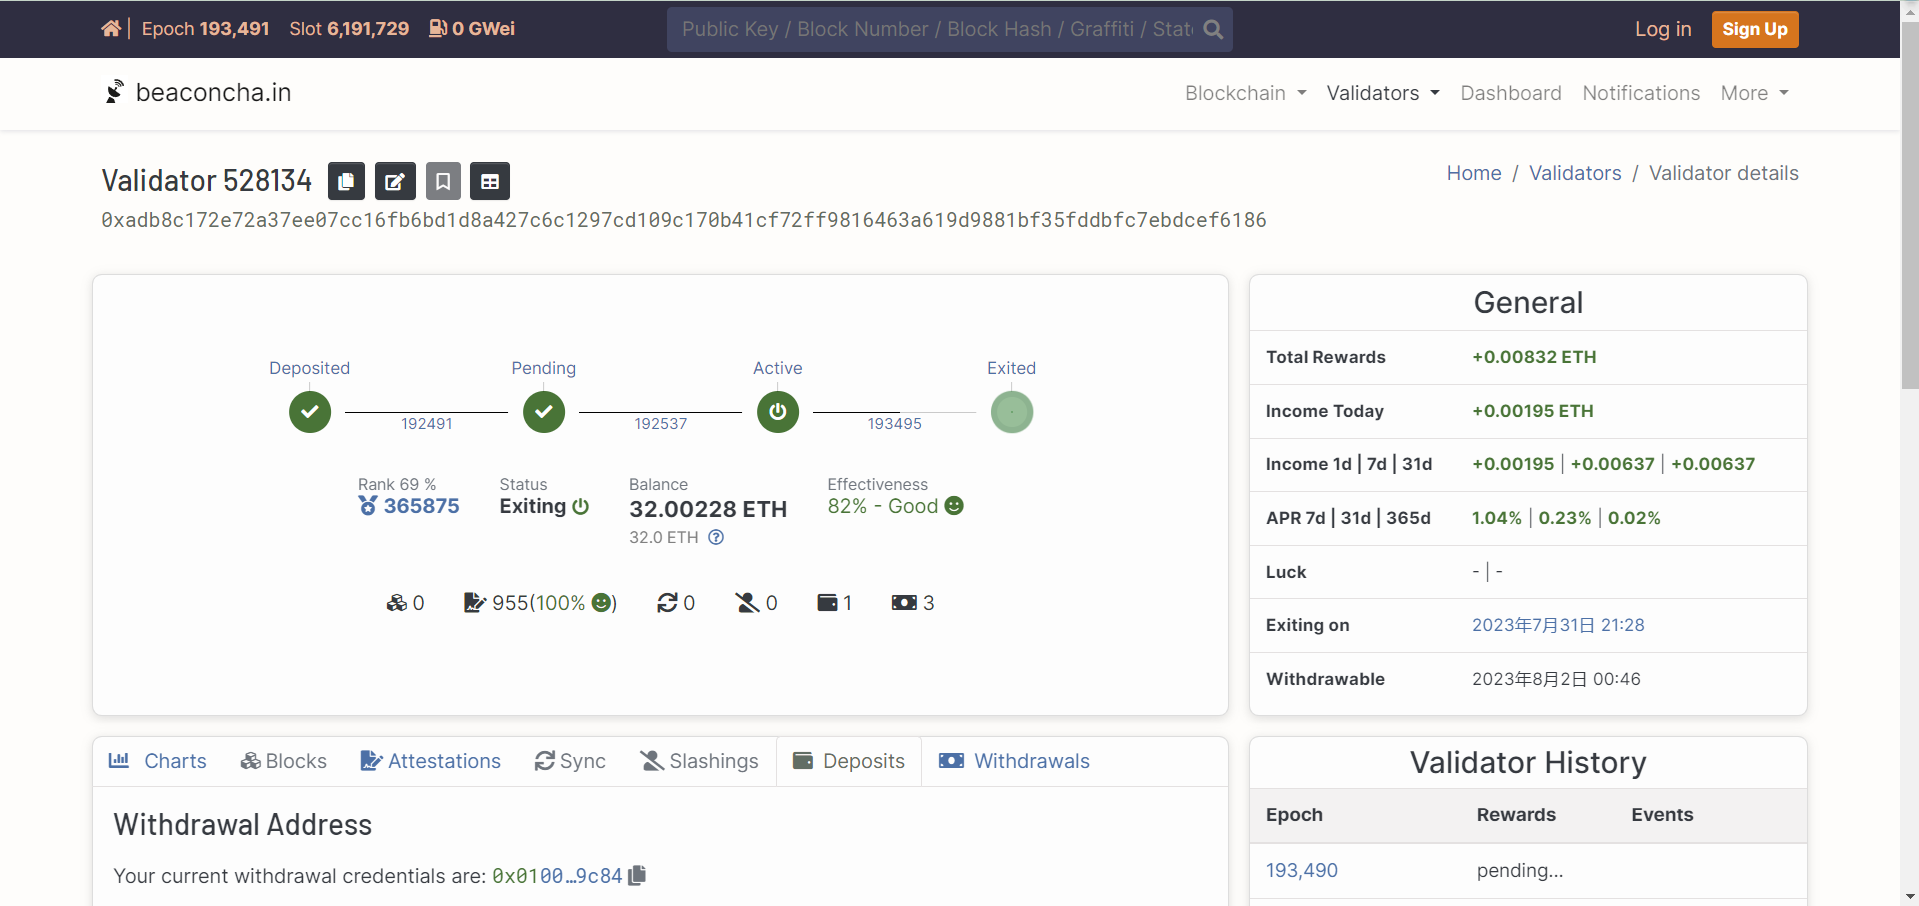 Epoch 193,491 Slot 6,191,729 0 GWei
Public Key / Block Number / Block Hash / Graffiti / State
Log in Sign Up
beaconcha.in
Blockchain Validators Dashboard Notifications More
Validator 528134
Home / Validators / Validator details
0xadb8c172e72a37ee07cc16fb6bd1d8a427c6c1297cd109c170b41cf72ff9816463a619d9881bf35fddbfc7ebdcef6186
Deposited Pending Active Exited
192491 192537 193495
Rank 69 % Status Balance Effectiveness
365875 Exiting 32.00228 ETH 82% - Good
32.0 ETH
0 955(100% ) 0 0 1 3
General
Total Rewards +0.00832 ETH
Income Today +0.00195 ETH
Income 1d | 7d | 31d +0.00195 | +0.00637 | +0.00637
APR 7d | 31d | 365d 1.04% | 0.23% | 0.02%
Luck - | -
Exiting on 2023年7月31日 21:28
Withdrawable 2023年8月2日 00:46
Charts Blocks Attestations Sync Slashings Deposits Withdrawals
Withdrawal Address
Your current withdrawal credentials are: 0x0100…9c84
Validator History
Epoch Rewards Events
193,490 pending...